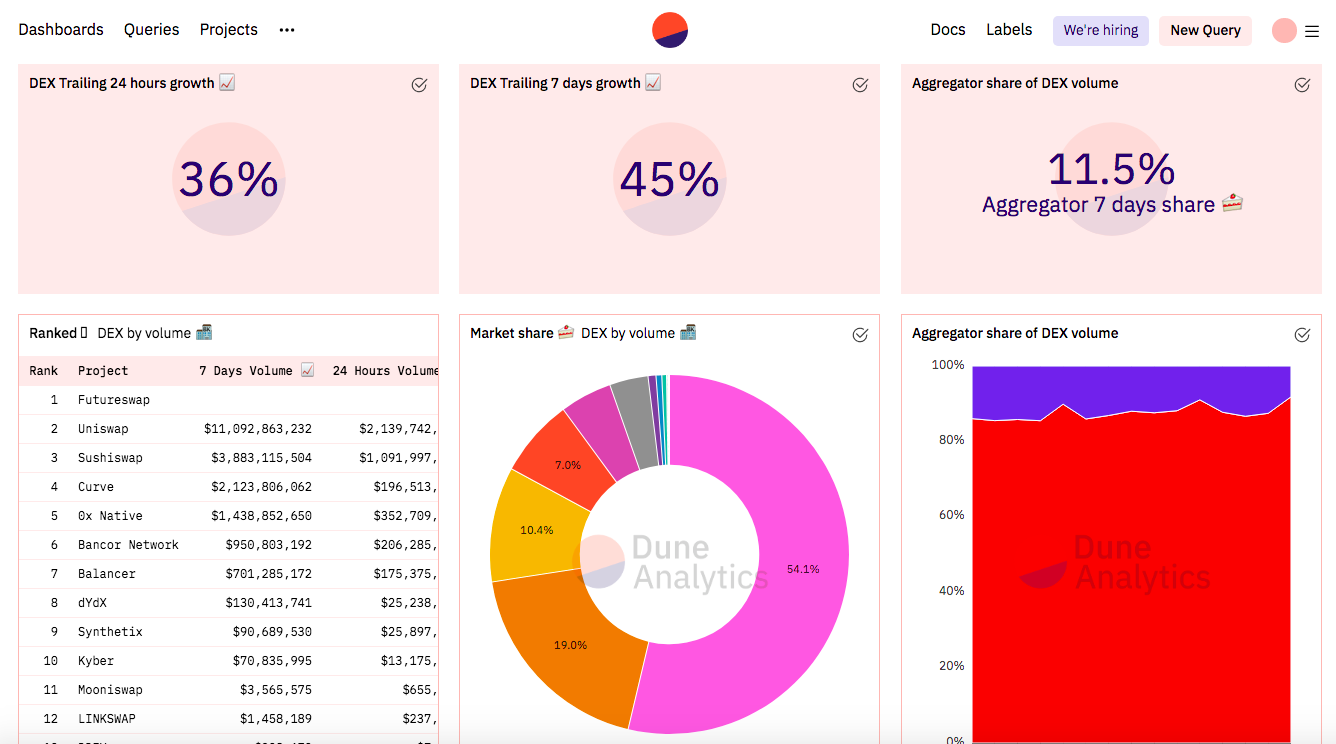 Dashboards Queries Projects ••• Docs Labels We're hiring New Query
DEX Trailing 24 hours growth 📈
36%
DEX Trailing 7 days growth 📈
45%
Aggregator share of DEX volume
11.5%
Aggregator 7 days share 🍰
Ranked DEX by volume 🏰
Rank Project 7 Days Volume 📈 24 Hours Volume
1 Futureswap
2 Uniswap $11,092,863,232 $2,139,742,
3 Sushiswap $3,883,115,504 $1,091,997,
4 Curve $2,123,806,062 $196,513,
5 0x Native $1,438,852,650 $352,709,
6 Bancor Network $950,803,192 $206,285,
7 Balancer $701,285,172 $175,375,
8 dYdX $130,413,741 $25,238,
9 Synthetix $90,689,530 $25,897,
10 Kyber $70,835,995 $13,175,
11 Mooniswap $3,565,575 $655,
12 LINKSWAP $1,458,189 $237,
Market share 🍰 DEX by volume 🏰
7.0%
10.4%
54.1%
19.0%
Dune
Analytics
Aggregator share of DEX volume
100%
80%
60%
40%
20%
0%
Dune
Analytics